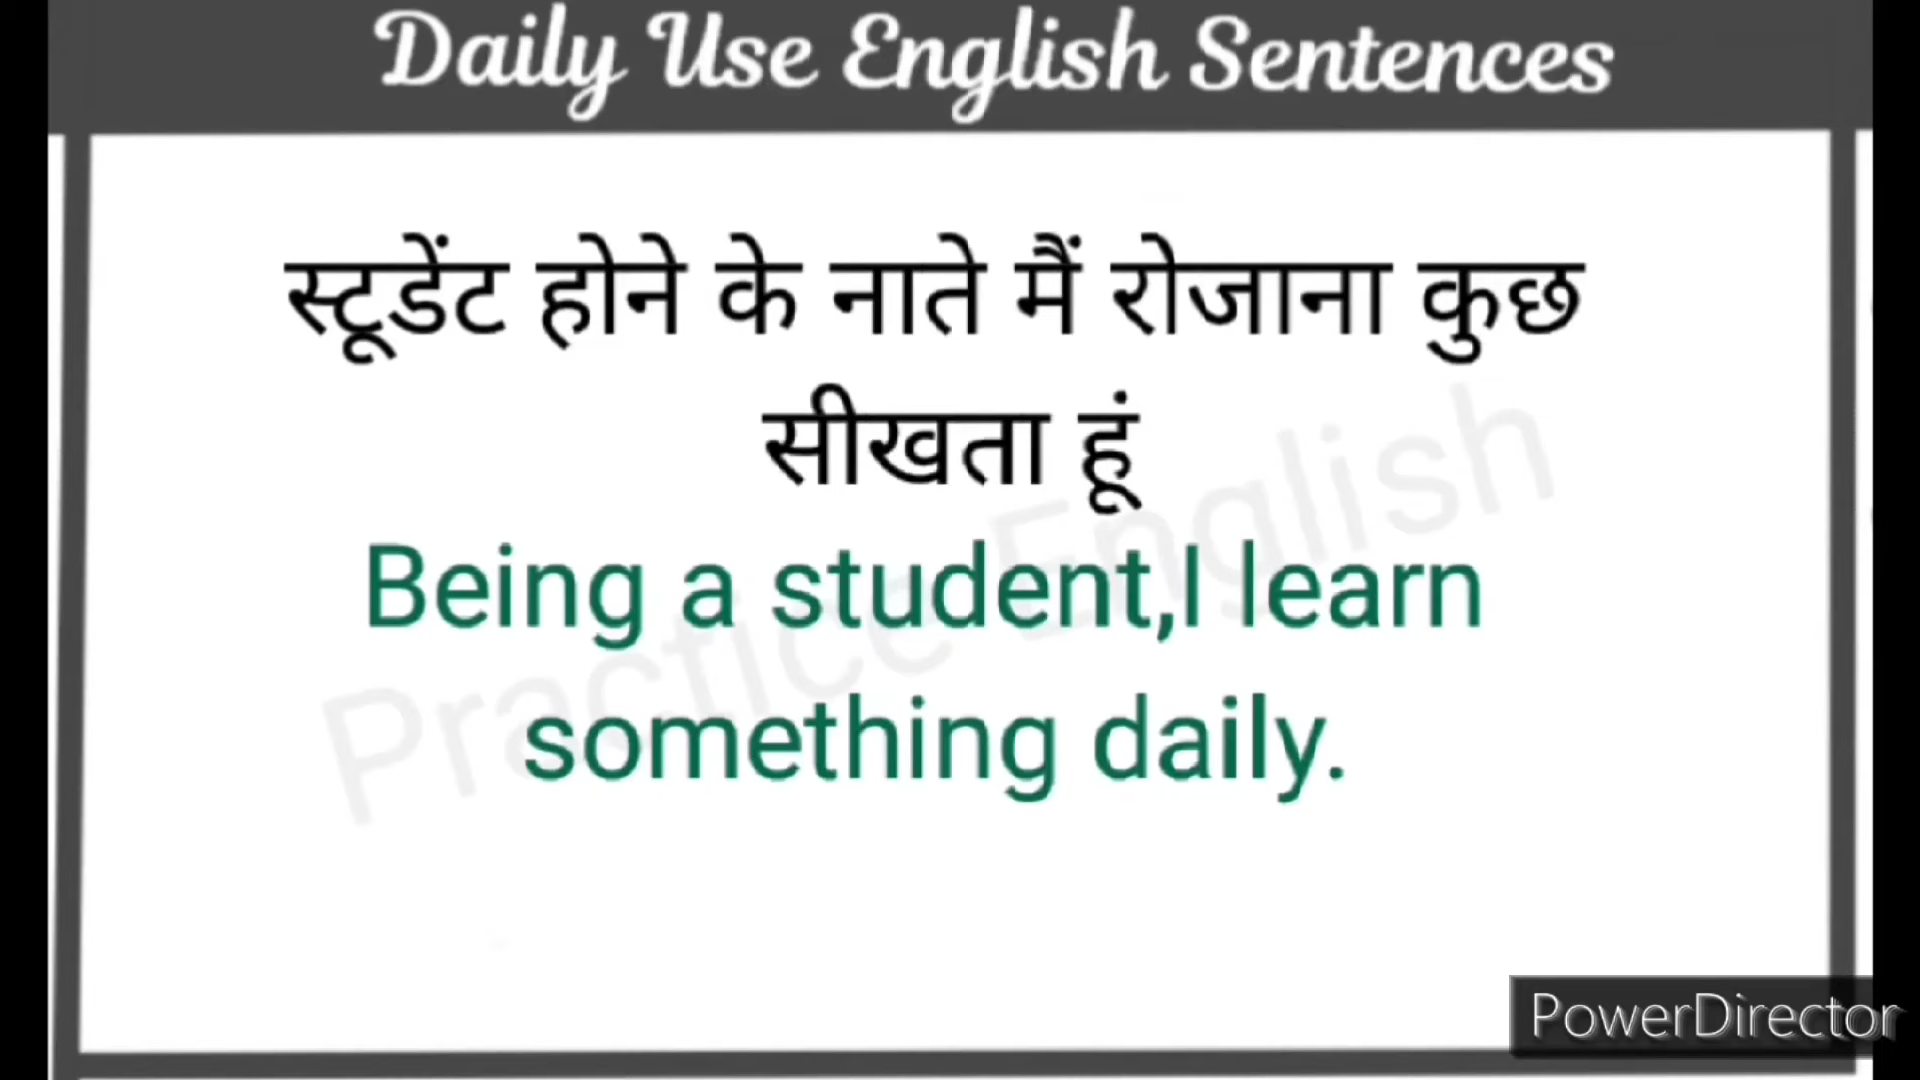 Daily Use English Sentences
स्टूडेंट होने के नाते मैं रोजाना कुछ
सीखता हूं
Being a student,I learn
something daily.
Practice English
PowerDirector